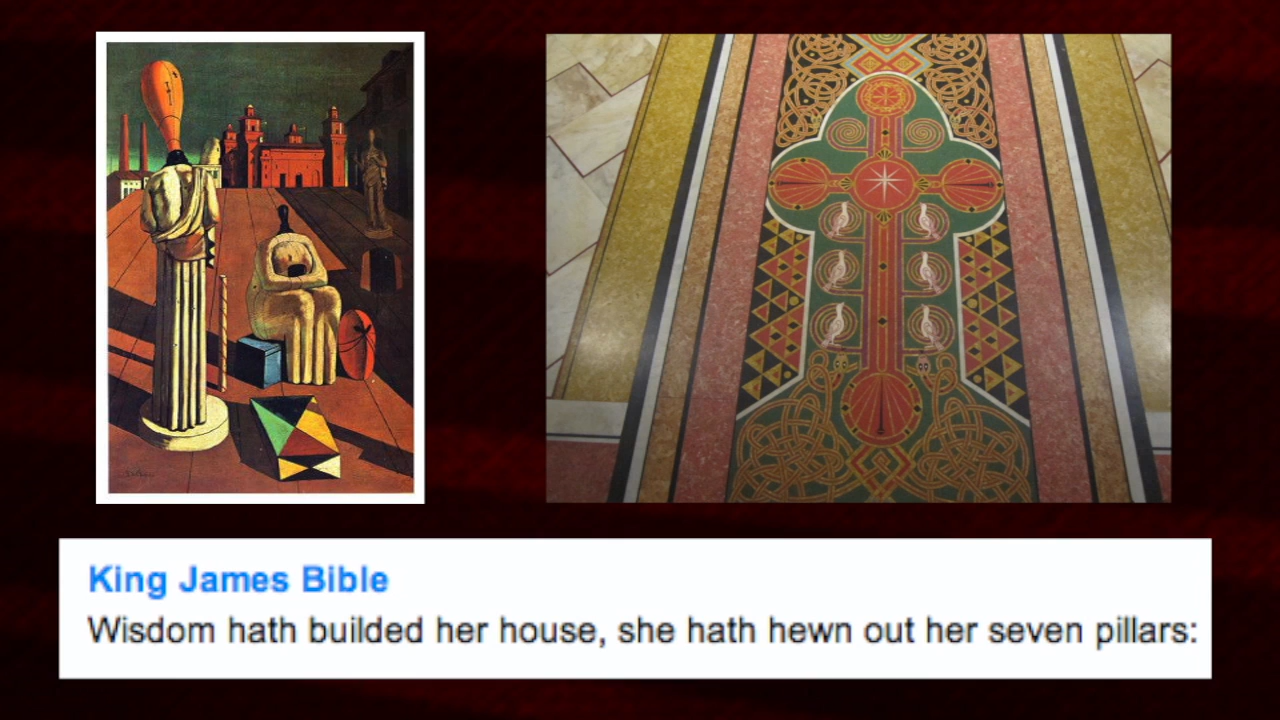 King James Bible
Wisdom hath builded her house, she hath hewn out her seven pillars: